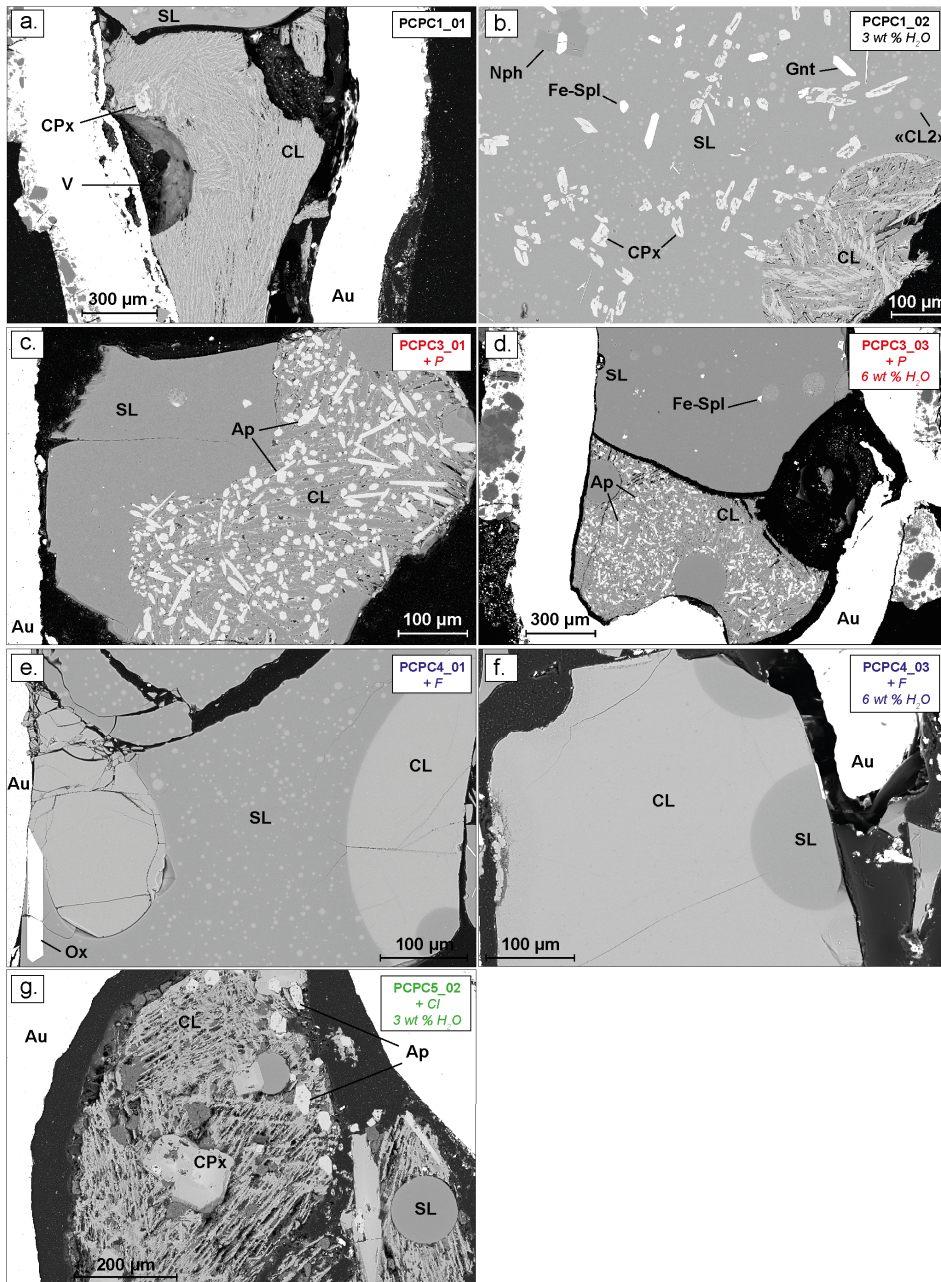 a.
SL
PCPC1_01
CPx
CL
V
Au
300 µm
b.
PCPC1_02
3 wt % H₂O
Nph
Gnt
Fe-Spl
SL
«CL2»
CPx
CL
100 µm
c.
PCPC3_01
+ P
SL
Ap
CL
Au
100 µm
d.
PCPC3_03
+ P
6 wt % H₂O
SL
Fe-Spl
Ap
CL
300 µm
Au
e.
PCPC4_01
+ F
CL
Au
SL
Ox
100 µm
f.
PCPC4_03
+ F
6 wt % H₂O
Au
CL
SL
100 µm
g.
PCPC5_02
+ Cl
3 wt % H₂O
CL
Au
Ap
CPx
SL
200 µm